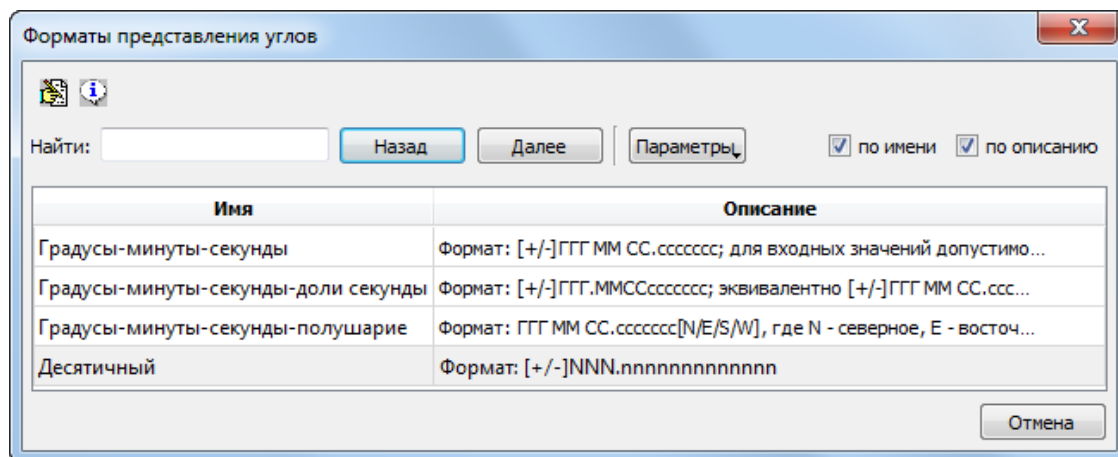 Форматы представления углов
Найти: Назад Далее Параметры по имени по описанию
Имя Описание
Градусы-минуты-секунды Формат: [+/-]ГГГ ММ СС.ссссссс; для входных значений допустимо...
Градусы-минуты-секунды-доли секунды Формат: [+/-]ГГГ.ММССссссссс; эквивалентно [+/-]ГГГ ММ СС.ссс...
Градусы-минуты-секунды-полушарие Формат: ГГГ ММ СС.ссссссс[N/E/S/W], где N - северное, E - восточ...
Десятичный Формат: [+/-]NNN.nnnnnnnnnnnnn
Отмена